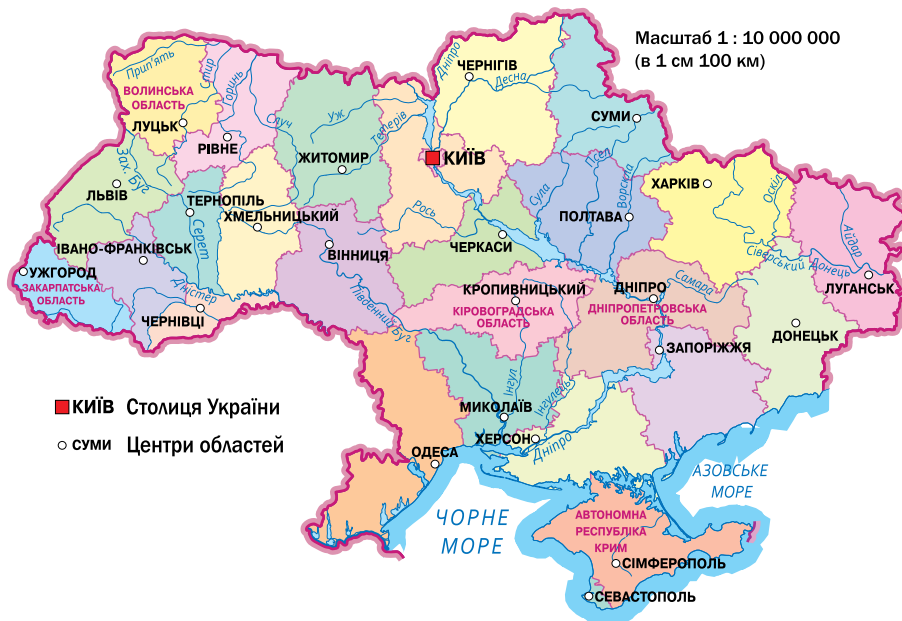 Масштаб 1 : 10 000 000
(в 1 см 100 км)
Дніпро
ЧЕРНІГІВ
Десна
Прип'ять
Стир
Горинь
ВОЛИНСЬКА
ОБЛАСТЬ
ЛУЦЬК
РІВНЕ
Случ
Уж
Тетерів
ЖИТОМИР
КИЇВ
СУМИ
Псел
Сула
Ворскла
ХАРКІВ
Оскіл
Айдар
Сіверський Донець
ЛУГАНСЬК
Зах. Буг
ЛЬВІВ
ТЕРНОПІЛЬ
Серет
ХМЕЛЬНИЦЬКИЙ
Рось
ВІННИЦЯ
ЧЕРКАСИ
ПОЛТАВА
ІВАНО-ФРАНКІВСЬК
УЖГОРОД
ЗАКАРПАТСЬКА
ОБЛАСТЬ
Дністер
ЧЕРНІВЦІ
Південний Буг
КРОПИВНИЦЬКИЙ
КІРОВОГРАДСЬКА
ОБЛАСТЬ
ДНІПРО
Самара
ДНІПРОПЕТРОВСЬКА
ОБЛАСТЬ
ДОНЕЦЬК
ЗАПОРІЖЖЯ
Інгул
Інгулець
МИКОЛАЇВ
ХЕРСОН
Дніпро
ОДЕСА
КИЇВ Столиця України
СУМИ Центри областей
ЧОРНЕ
МОРЕ
АЗОВСЬКЕ
МОРЕ
АВТОНОМНА
РЕСПУБЛІКА
КРИМ
СІМФЕРОПОЛЬ
СЕВАСТОПОЛЬ